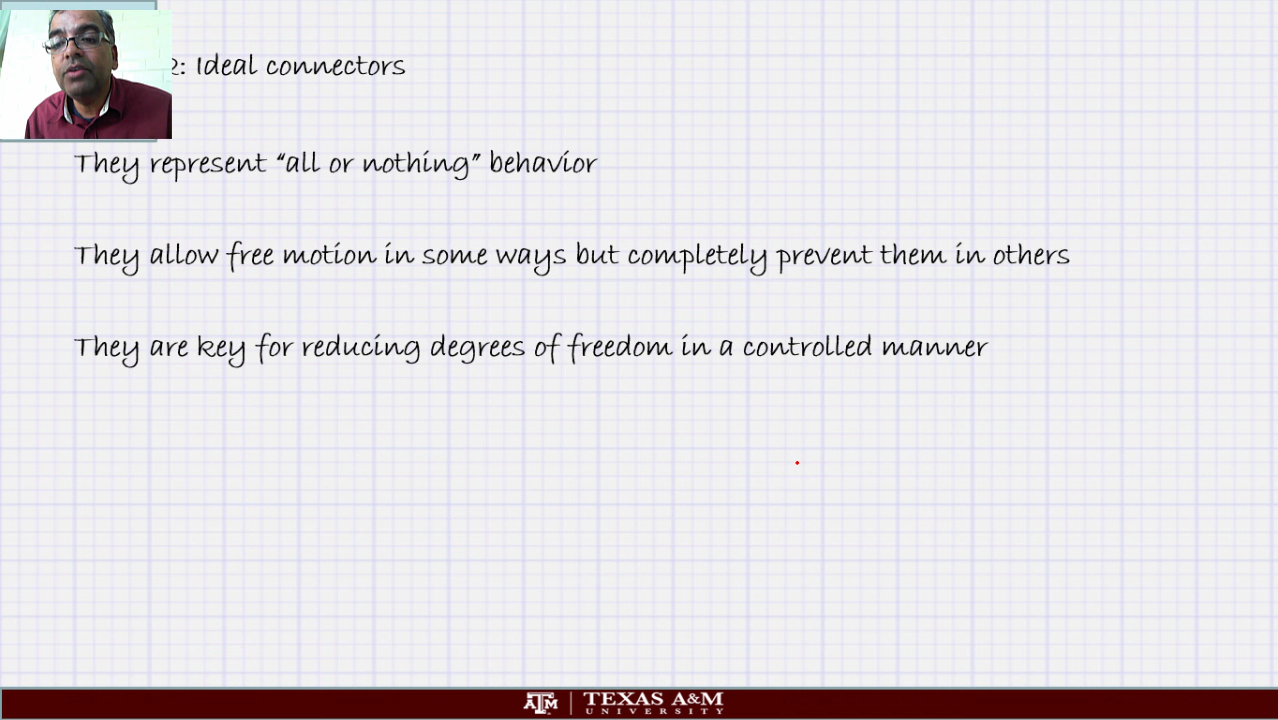 2: Ideal connectors
They represent “all or nothing” behavior
They allow free motion in some ways but completely prevent them in others
They are key for reducing degrees of freedom in a controlled manner
ATM TEXAS A&M
UNIVERSITY